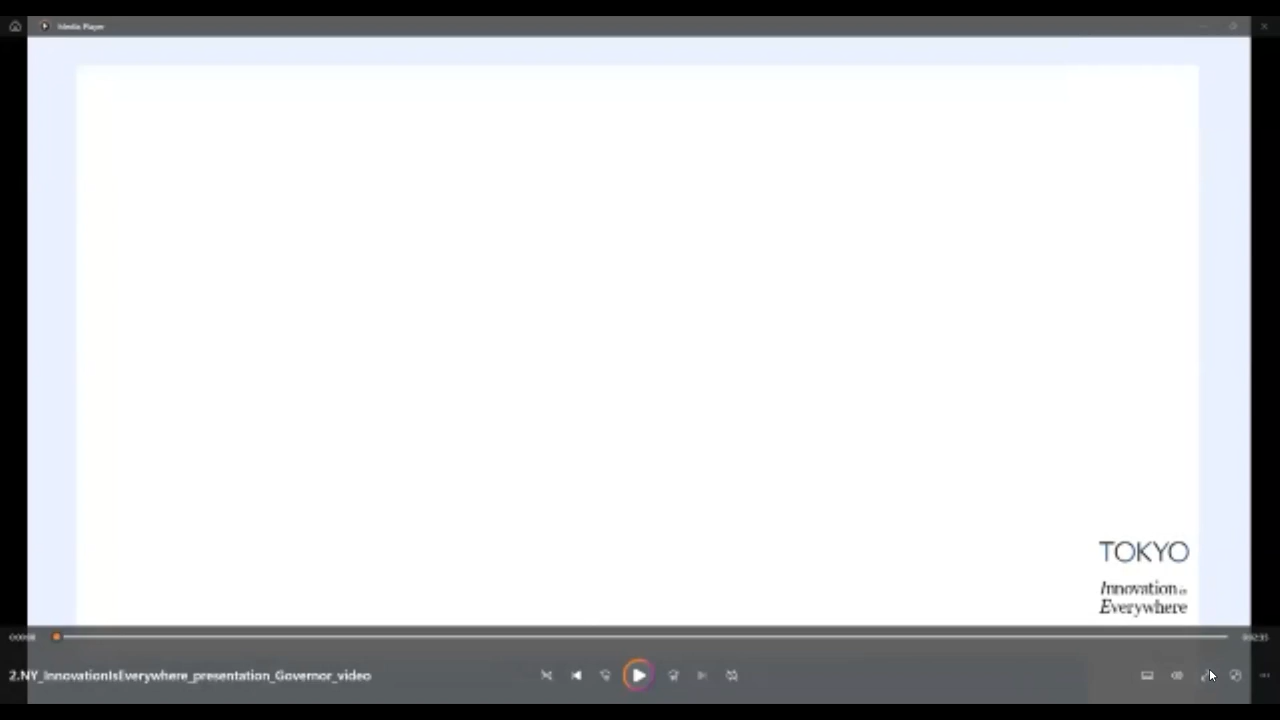 Media Player
TOKYO
Innovation is
Everywhere
2.NY_InnovationIsEverywhere_presentation_Governor_video